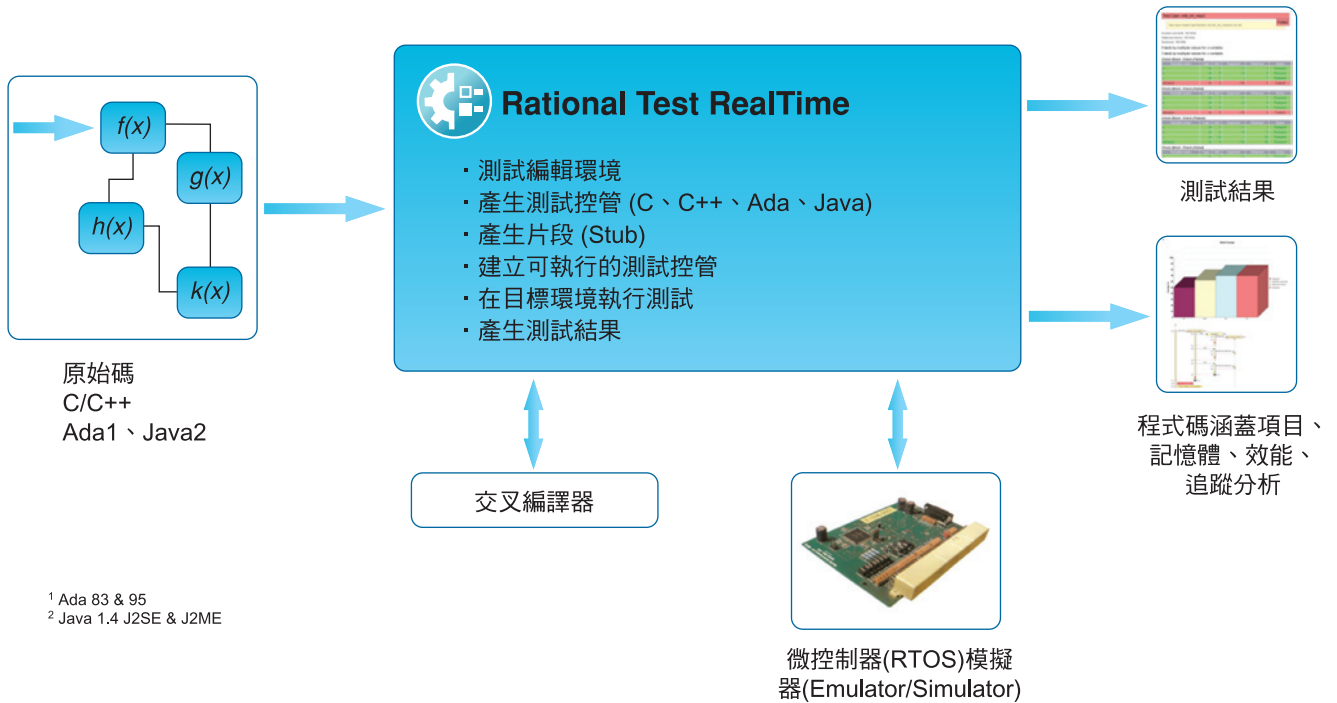 f(x)
g(x)
h(x)
k(x)
原始碼
C/C++
Ada1、Java2
Rational Test RealTime
・測試編輯環境
・產生測試控管 (C、C++、Ada、Java)
・產生片段 (Stub)
・建立可執行的測試控管
・在目標環境執行測試
・產生測試結果
交叉編譯器
微控制器(RTOS)模擬
器(Emulator/Simulator)
測試結果
程式碼涵蓋項目、
記憶體、效能、
追蹤分析
1 Ada 83 & 95
2 Java 1.4 J2SE & J2ME